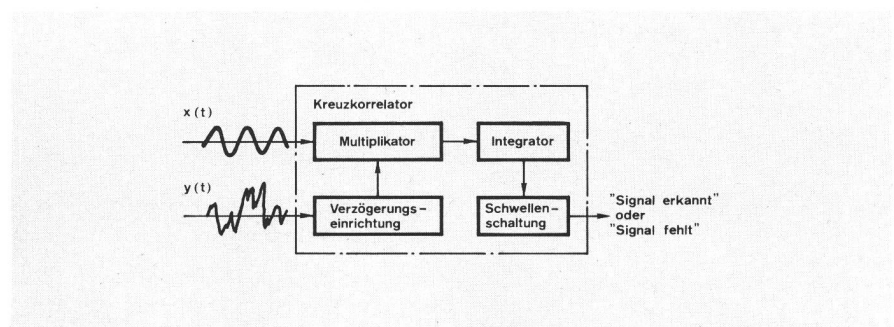 Kreuzkorrelator
x (t)
Multiplikator
Integrator
y(t)
Verzögerungs-
einrichtung
Schwellen-
schaltung
"Signal erkannt"
oder
"Signal fehlt"